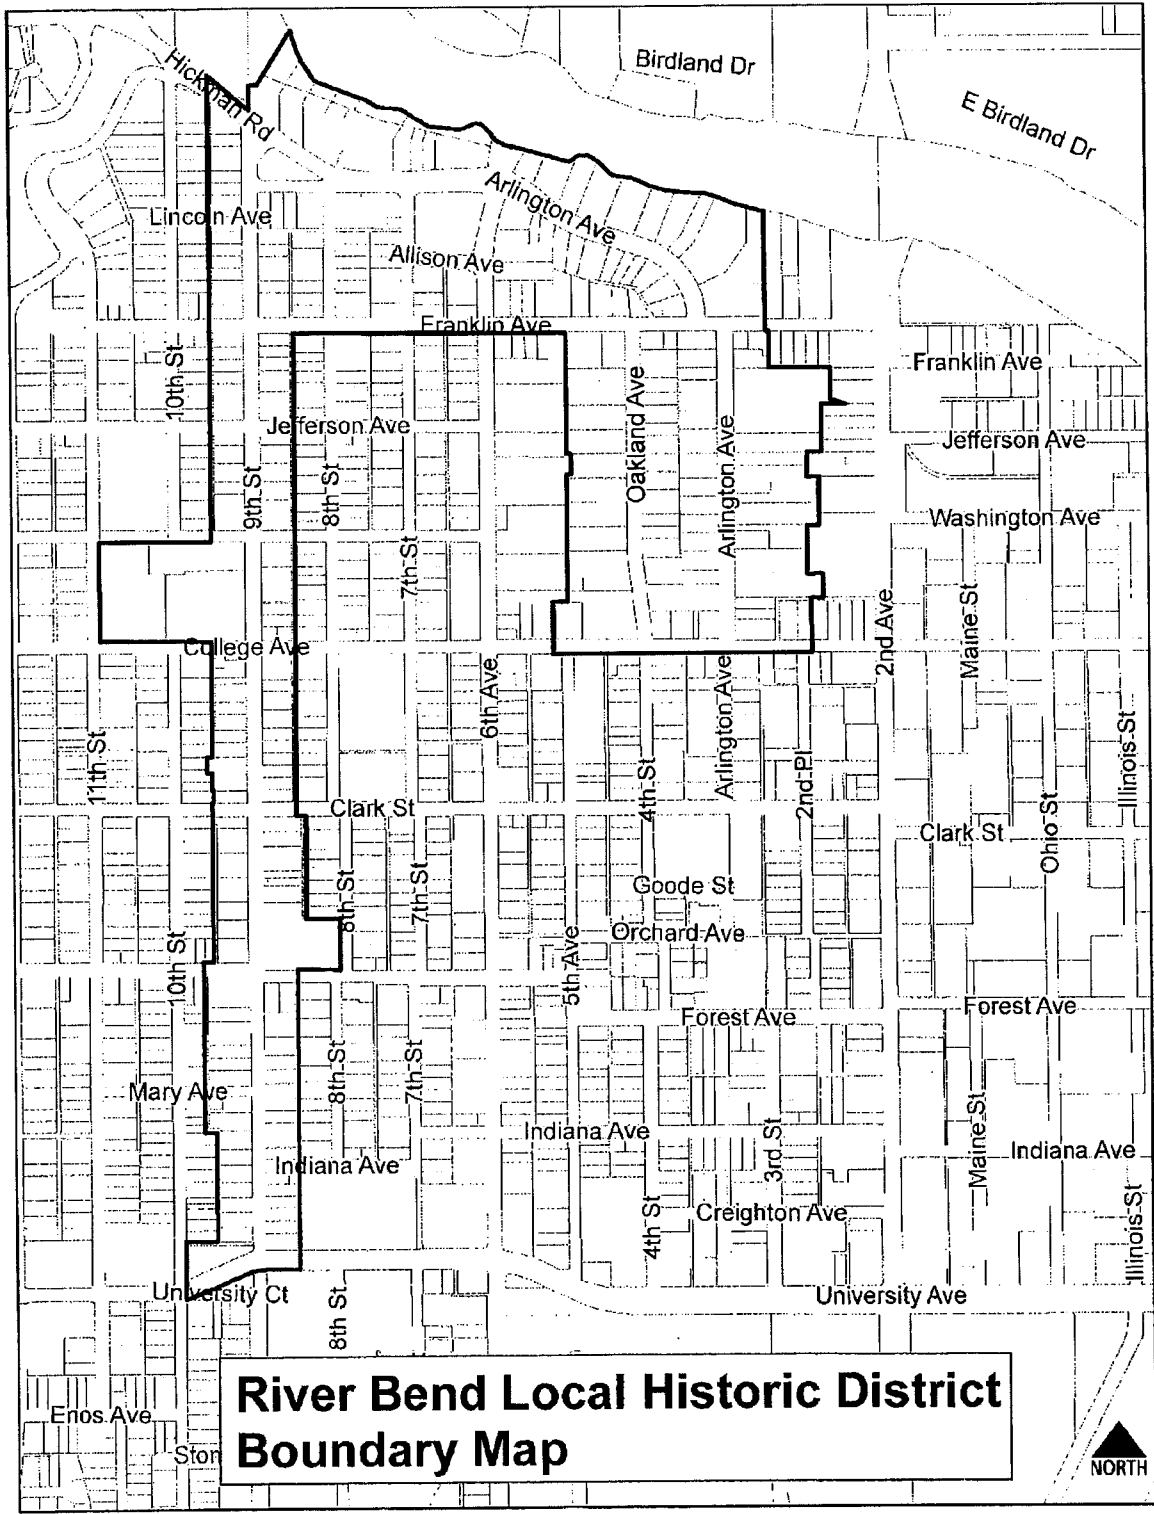 Birdland Dr
Hickman Rd
E Birdland Dr
Arlington Ave
Lincoln Ave
Allison Ave
Franklin Ave
Franklin Ave
10th St
Oakland Ave
Jefferson Ave
Arlington Ave
Jefferson Ave
9th St
8th St
Washington Ave
7th St
2nd Ave
Maine St
College Ave
6th Ave
Arlington Ave
11th St
4th St
2nd Pl
Illinois St
Clark St
Clark St
Ohio St
8th St
7th St
Goode St
Orchard Ave
10th St
5th Ave
Forest Ave
Forest Ave
8th St
7th St
Mary Ave
Indiana Ave
3rd St
Maine St
Indiana Ave
Indiana Ave
4th St
Creighton Ave
Illinois St
University Ct
8th St
University Ave
River Bend Local Historic District
Boundary Map
Enos Ave
Ston
NORTH